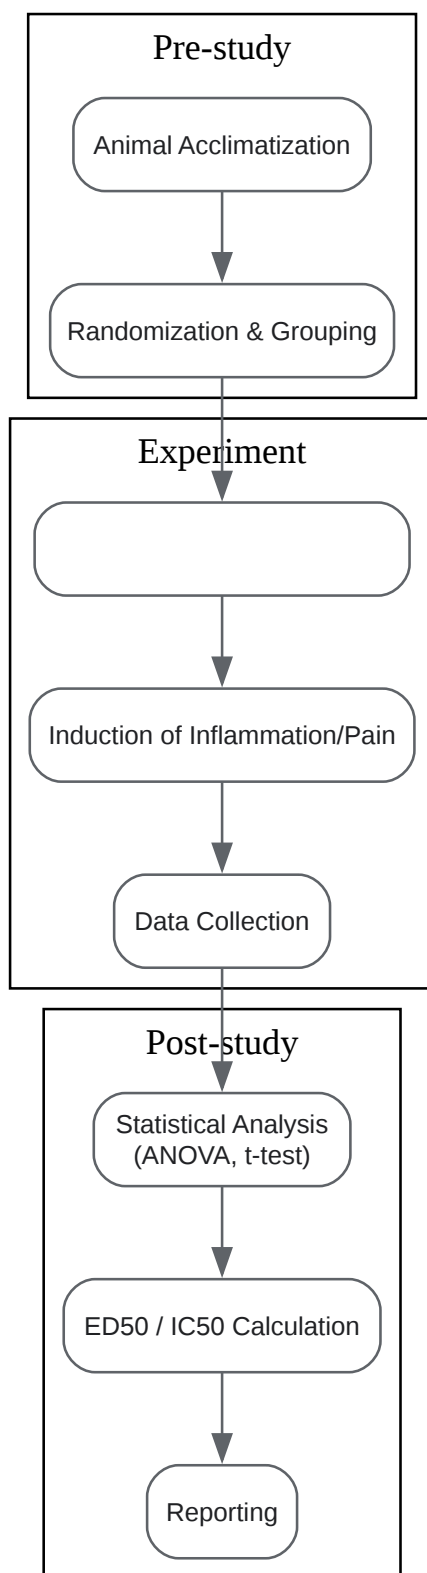 Pre-study
Animal Acclimatization
Randomization & Grouping
Experiment
Induction of Inflammation/Pain
Data Collection
Post-study
Statistical Analysis
(ANOVA, t-test)
ED50 / IC50 Calculation
Reporting